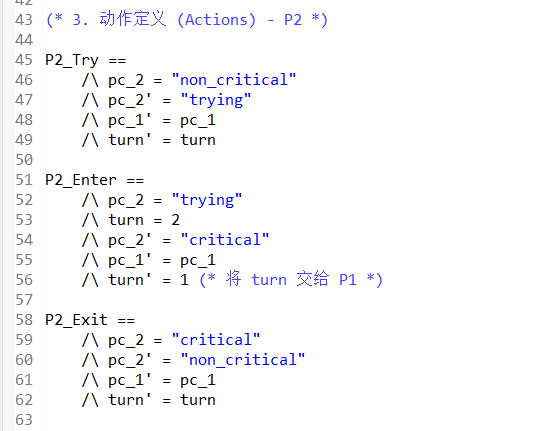 42
43 (* 3. 动作定义 (Actions) - P2 *)
44
45 P2_Try ==
46     /\ pc_2 = "non_critical"
47     /\ pc_2' = "trying"
48     /\ pc_1' = pc_1
49     /\ turn' = turn
50
51 P2_Enter ==
52     /\ pc_2 = "trying"
53     /\ turn = 2
54     /\ pc_2' = "critical"
55     /\ pc_1' = pc_1
56     /\ turn' = 1 (* 将 turn 交给 P1 *)
57
58 P2_Exit ==
59     /\ pc_2 = "critical"
60     /\ pc_2' = "non_critical"
61     /\ pc_1' = pc_1
62     /\ turn' = turn
63